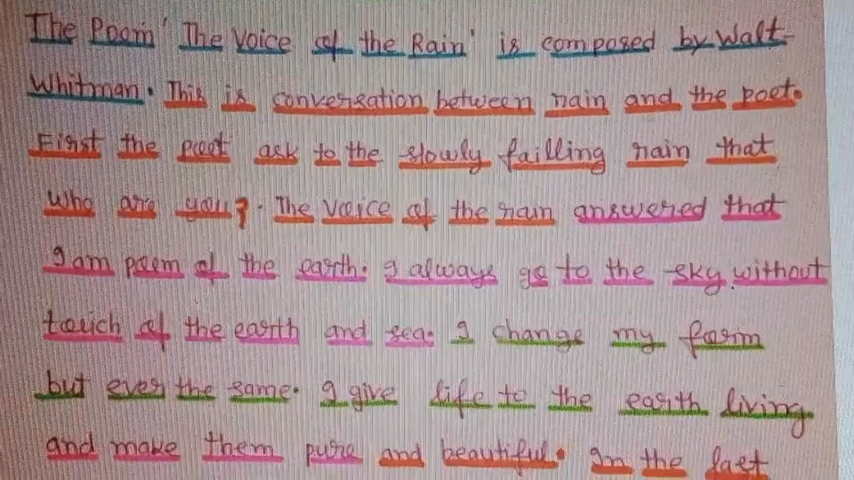 The Poem' The Voice of the Rain' is composed by Walt-
Whitman. This is conversation between rain and the poet.
First the poet ask to the slowly failling rain that
who are you?. The Voice of the rain answered that
I am poem of the earth. I always go to the sky without
touch of the earth and sea. I change my form
but ever the same. I give life to the earth living
and make them pure and beautiful. In the last